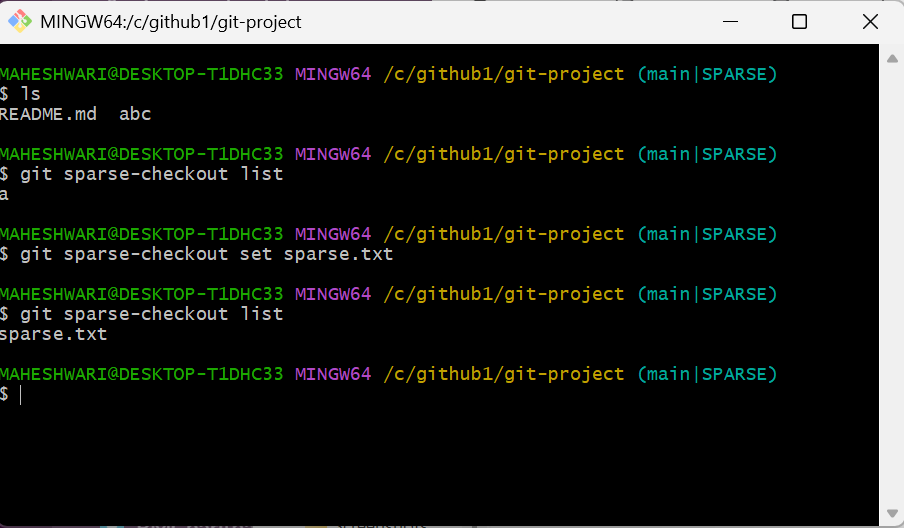 MINGW64:/c/github1/git-project
MAHESHWARI@DESKTOP-T1DHC33 MINGW64 /c/github1/git-project (main|SPARSE)
$ ls
README.md  abc
MAHESHWARI@DESKTOP-T1DHC33 MINGW64 /c/github1/git-project (main|SPARSE)
$ git sparse-checkout list
a
MAHESHWARI@DESKTOP-T1DHC33 MINGW64 /c/github1/git-project (main|SPARSE)
$ git sparse-checkout set sparse.txt
MAHESHWARI@DESKTOP-T1DHC33 MINGW64 /c/github1/git-project (main|SPARSE)
$ git sparse-checkout list
sparse.txt
MAHESHWARI@DESKTOP-T1DHC33 MINGW64 /c/github1/git-project (main|SPARSE)
$